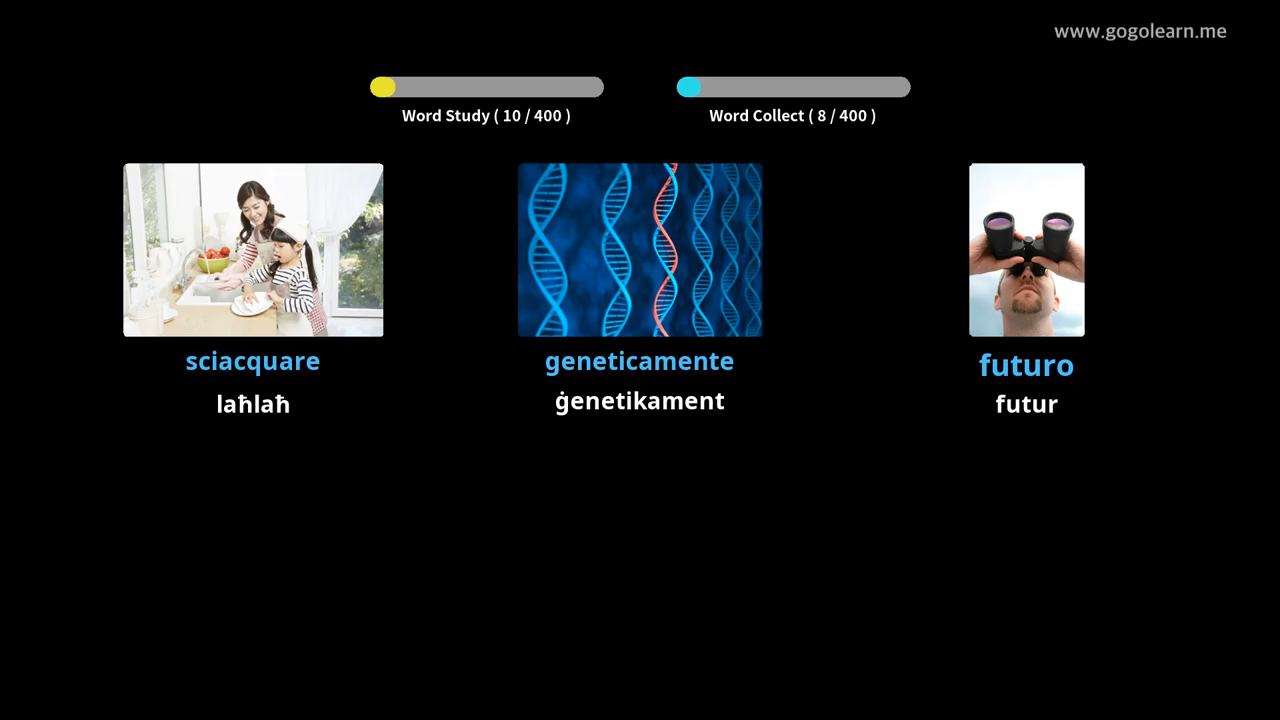 www.gogolearn.me
Word Study ( 10 / 400 )
Word Collect ( 8 / 400 )
sciacquare
laħlaħ
geneticamente
ġenetikament
futuro
futur